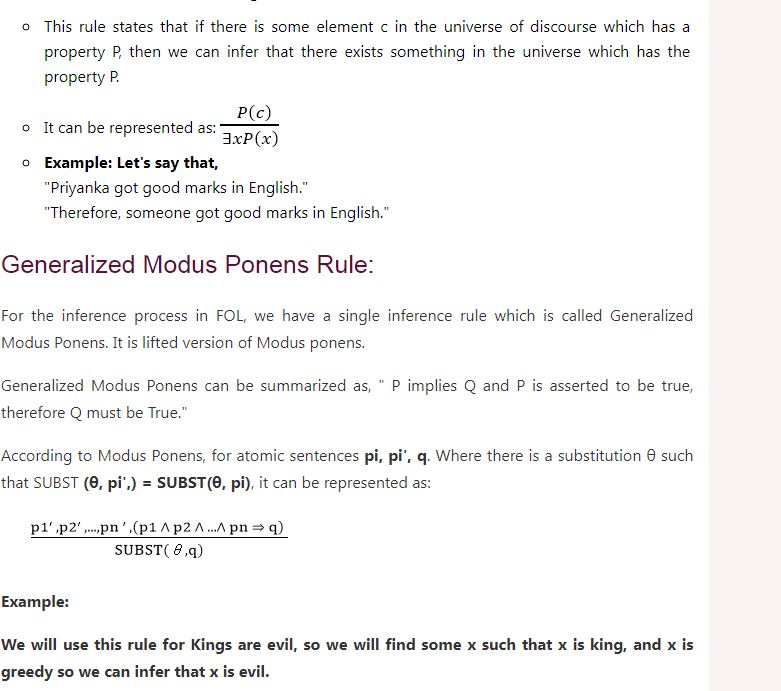 This rule states that if there is some element c in the universe of discourse which has a
property P, then we can infer that there exists something in the universe which has the
property P.
It can be represented as: P(c)
∃xP(x)
Example: Let's say that,
"Priyanka got good marks in English."
"Therefore, someone got good marks in English."
Generalized Modus Ponens Rule:
For the inference process in FOL, we have a single inference rule which is called Generalized
Modus Ponens. It is lifted version of Modus ponens.
Generalized Modus Ponens can be summarized as, " P implies Q and P is asserted to be true,
therefore Q must be True."
According to Modus Ponens, for atomic sentences pi, pi', q. Where there is a substitution θ such
that SUBST (θ, pi',) = SUBST(θ, pi), it can be represented as:
p1',p2',...,pn',(p1 ∧ p2 ∧ ...∧ pn ⇒ q)
SUBST(θ,q)
Example:
We will use this rule for Kings are evil, so we will find some x such that x is king, and x is
greedy so we can infer that x is evil.